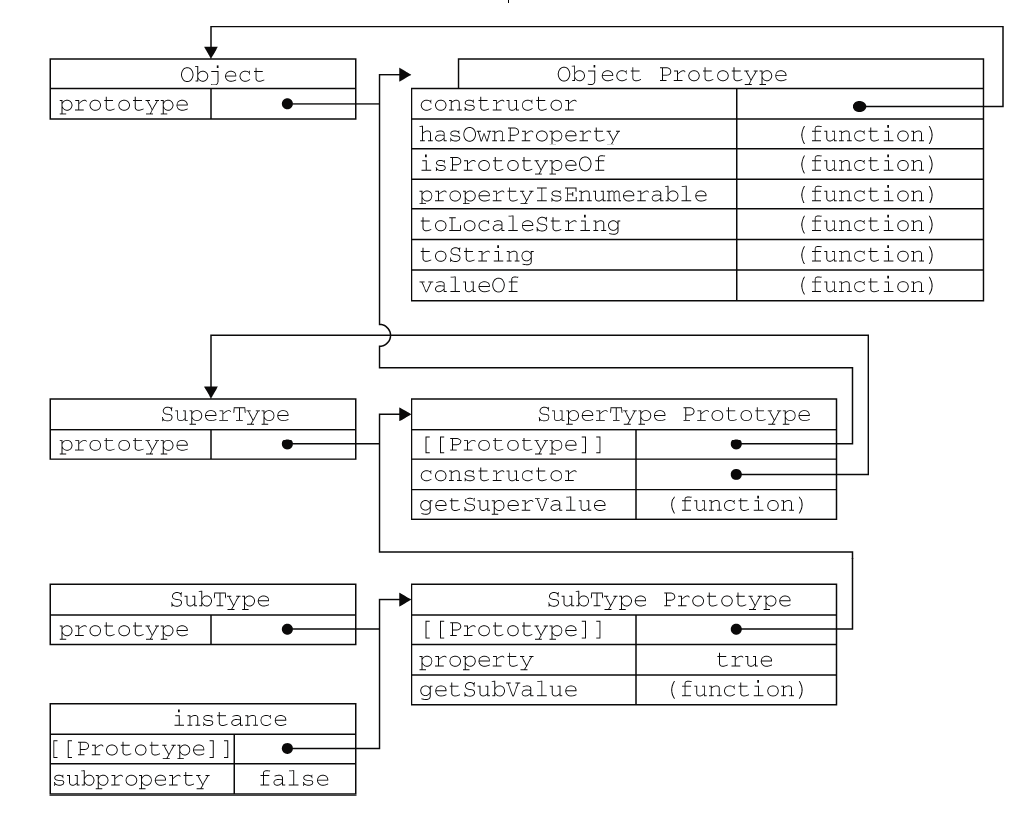 Object
prototype
Object Prototype
constructor
hasOwnProperty (function)
isPrototypeOf (function)
propertyIsEnumerable (function)
toLocaleString (function)
toString (function)
valueOf (function)
SuperType
prototype
SuperType Prototype
[[Prototype]]
constructor
getSuperValue (function)
SubType
prototype
SubType Prototype
[[Prototype]]
property true
getSubValue (function)
instance
[[Prototype]]
subproperty false